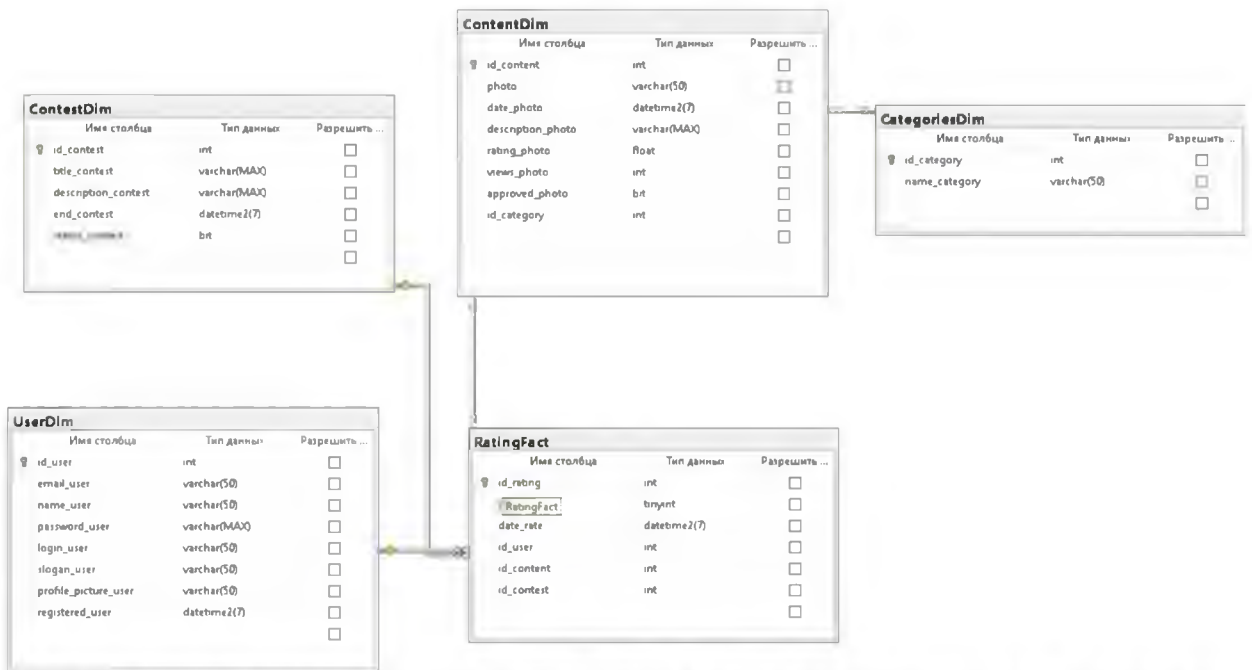 ContentDim
Имя столбца Тип данных Разрешить ...
id_content int
photo varchar(50)
date_photo datetime2(7)
description_photo varchar(MAX)
rating_photo float
views_photo int
approved_photo bit
id_category int
ContestDim
Имя столбца Тип данных Разрешить ...
id_contest int
title_contest varchar(MAX)
description_contest varchar(MAX)
end_contest datetime2(7)
bit
CategoriesDim
Имя столбца Тип данных Разрешить ...
id_category int
name_category varchar(50)
UserDim
Имя столбца Тип данных Разрешить ...
id_user int
email_user varchar(50)
name_user varchar(50)
password_user varchar(MAX)
login_user varchar(50)
slogan_user varchar(50)
profile_picture_user varchar(50)
registered_user datetime2(7)
RatingFact
Имя столбца Тип данных Разрешить ...
id_rating int
RatingFact tinyint
date_rate datetime2(7)
id_user int
id_content int
id_contest int